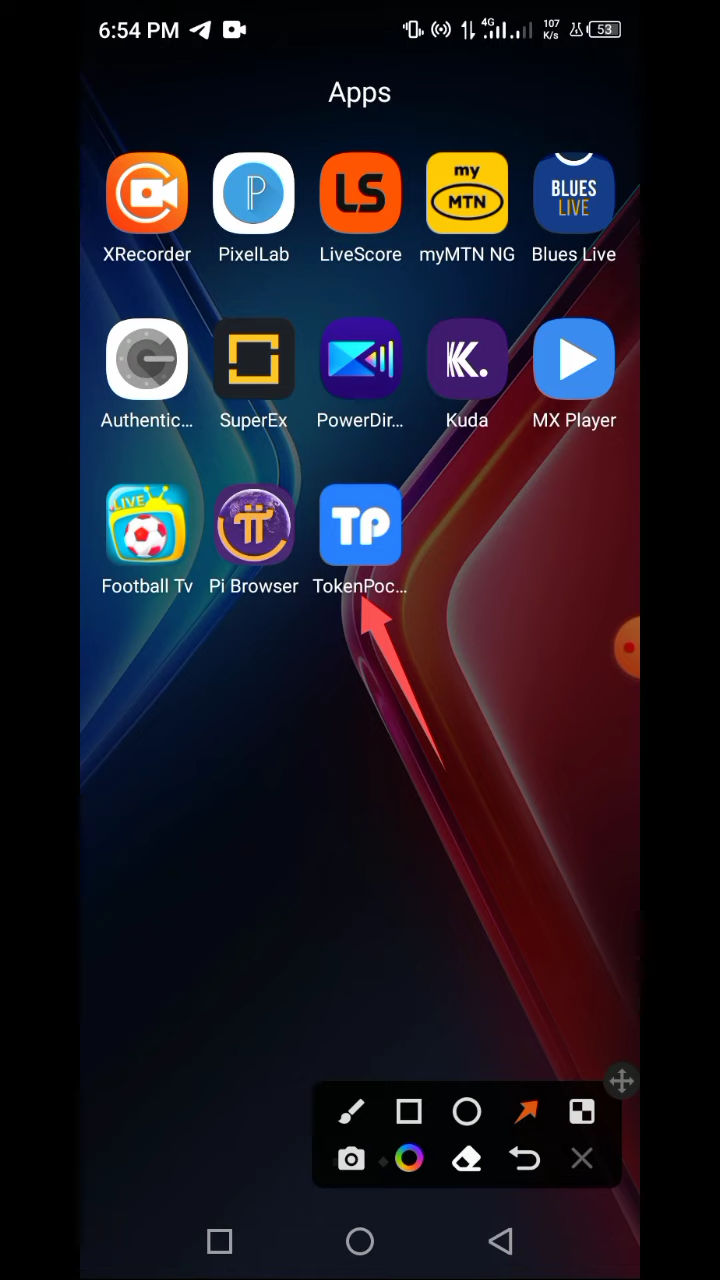 6:54 PM 4G 107 K/s 53
Apps
LS my MTN BLUES LIVE
XRecorder PixelLab LiveScore myMTN NG Blues Live
K.
Authentic... SuperEx PowerDir... Kuda MX Player
LIVE TP
Football Tv Pi Browser TokenPoc...